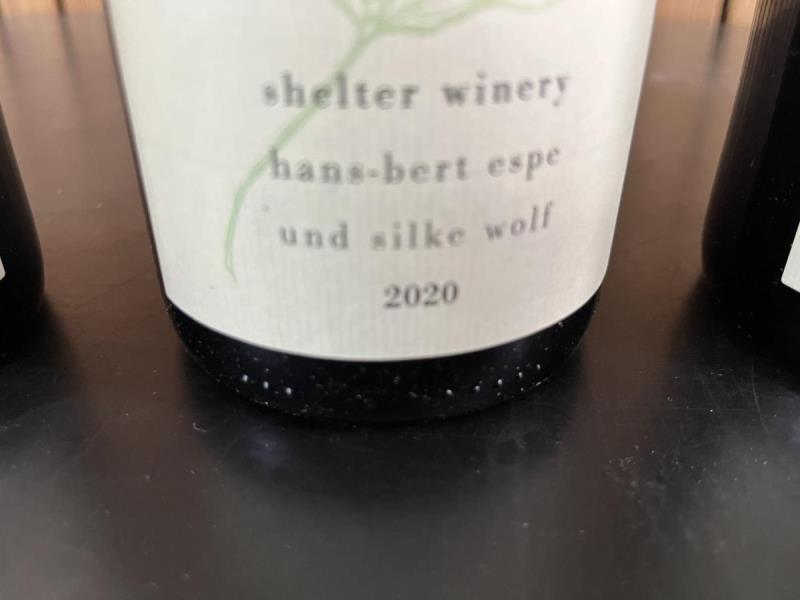 shelter winery
hans-bert espe
und silke wolf
2020